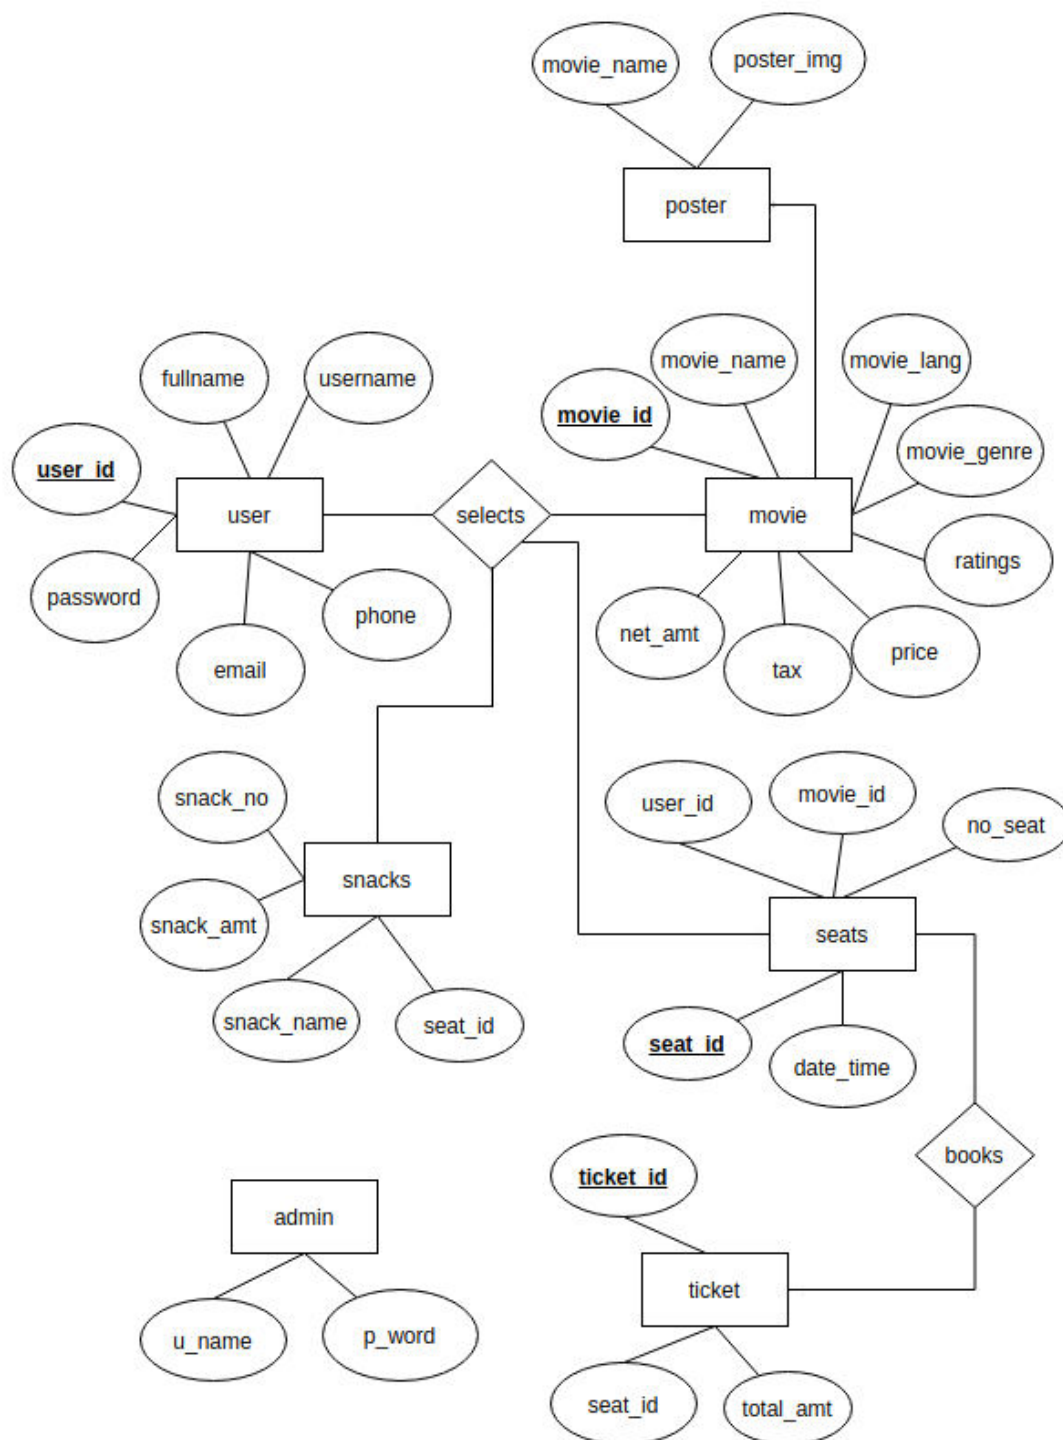 movie_name
poster_img
poster
fullname
username
movie_name
movie_lang
movie_id
movie_genre
user_id
user
selects
movie
ratings
password
phone
net_amt
price
email
tax
snack_no
user_id
movie_id
no_seat
snacks
snack_amt
seats
snack_name
seat_id
seat_id
date_time
books
ticket_id
admin
ticket
u_name
p_word
seat_id
total_amt